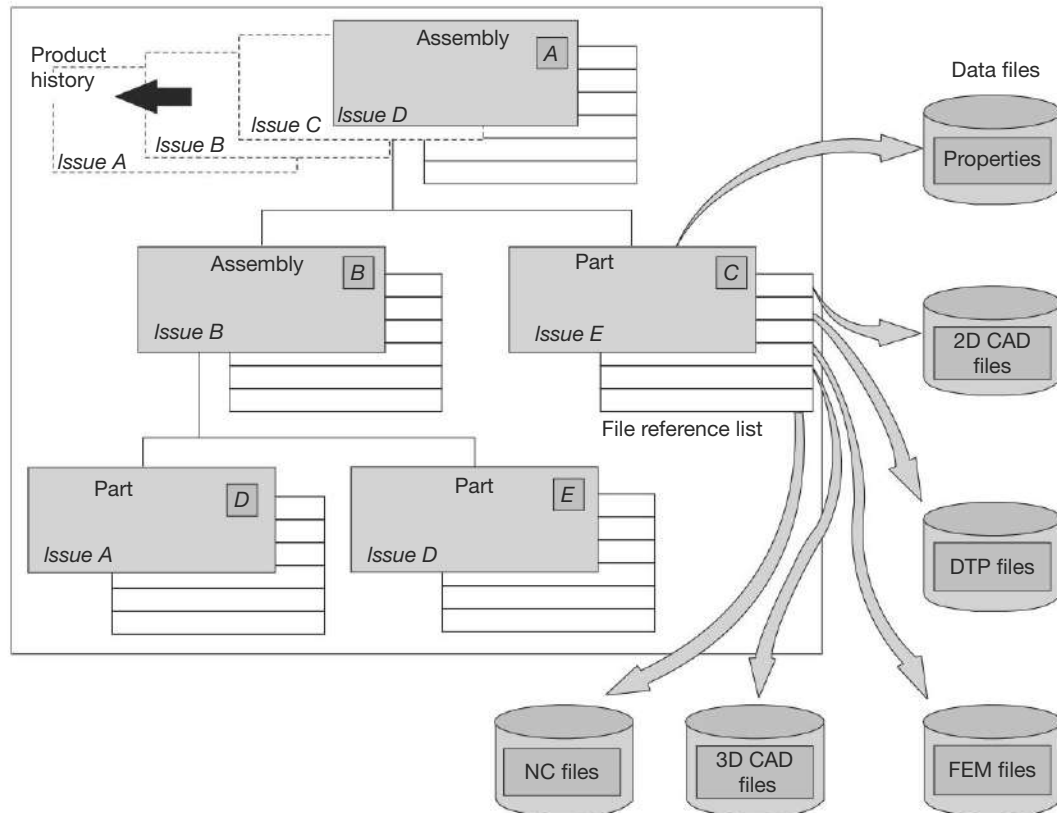 Product
history
Issue A
Issue B
Issue C
Assembly
A
Issue D
Data files
Properties
Assembly
B
Issue B
Part
C
Issue E
2D CAD
files
File reference list
Part
D
Issue A
Part
E
Issue D
DTP files
NC files
3D CAD
files
FEM files